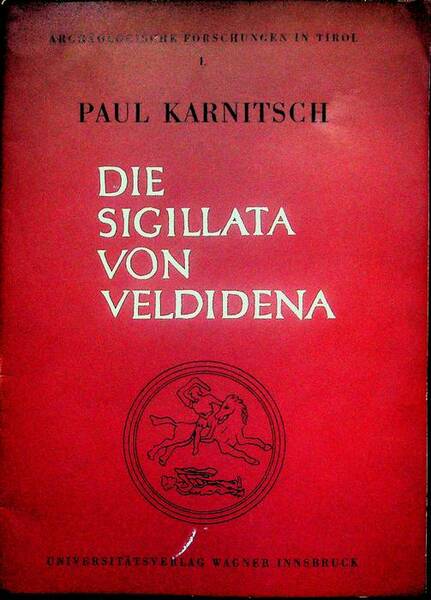 ARCHÄOLOGISCHE FORSCHUNGEN IN TIROL
I.
PAUL KARNITSCH
DIE
SIGILLATA
VON
VELDIDENA
UNIVERSITÄTSVERLAG WAGNER INNSBRUCK